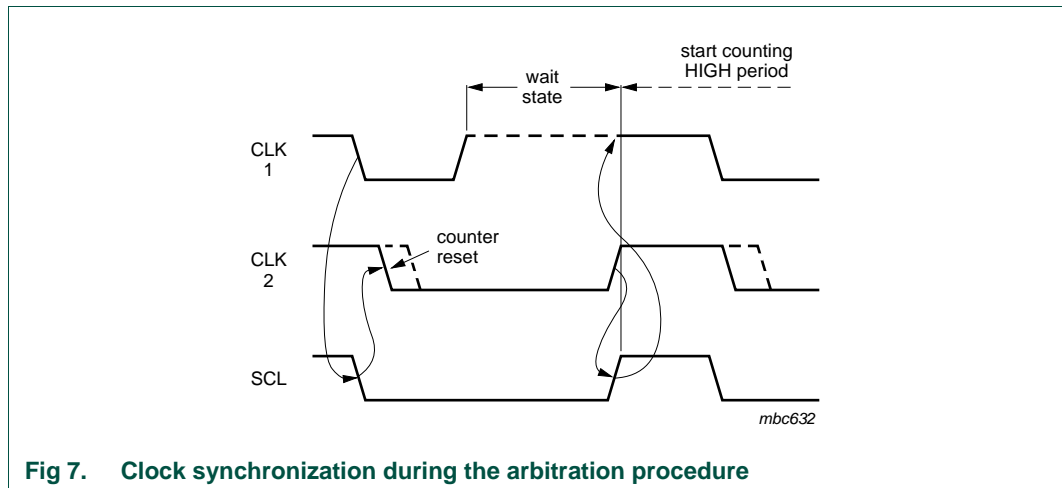 start counting
HIGH period
wait
state
CLK
1
counter
reset
CLK
2
SCL
mbc632
Fig 7. Clock synchronization during the arbitration procedure